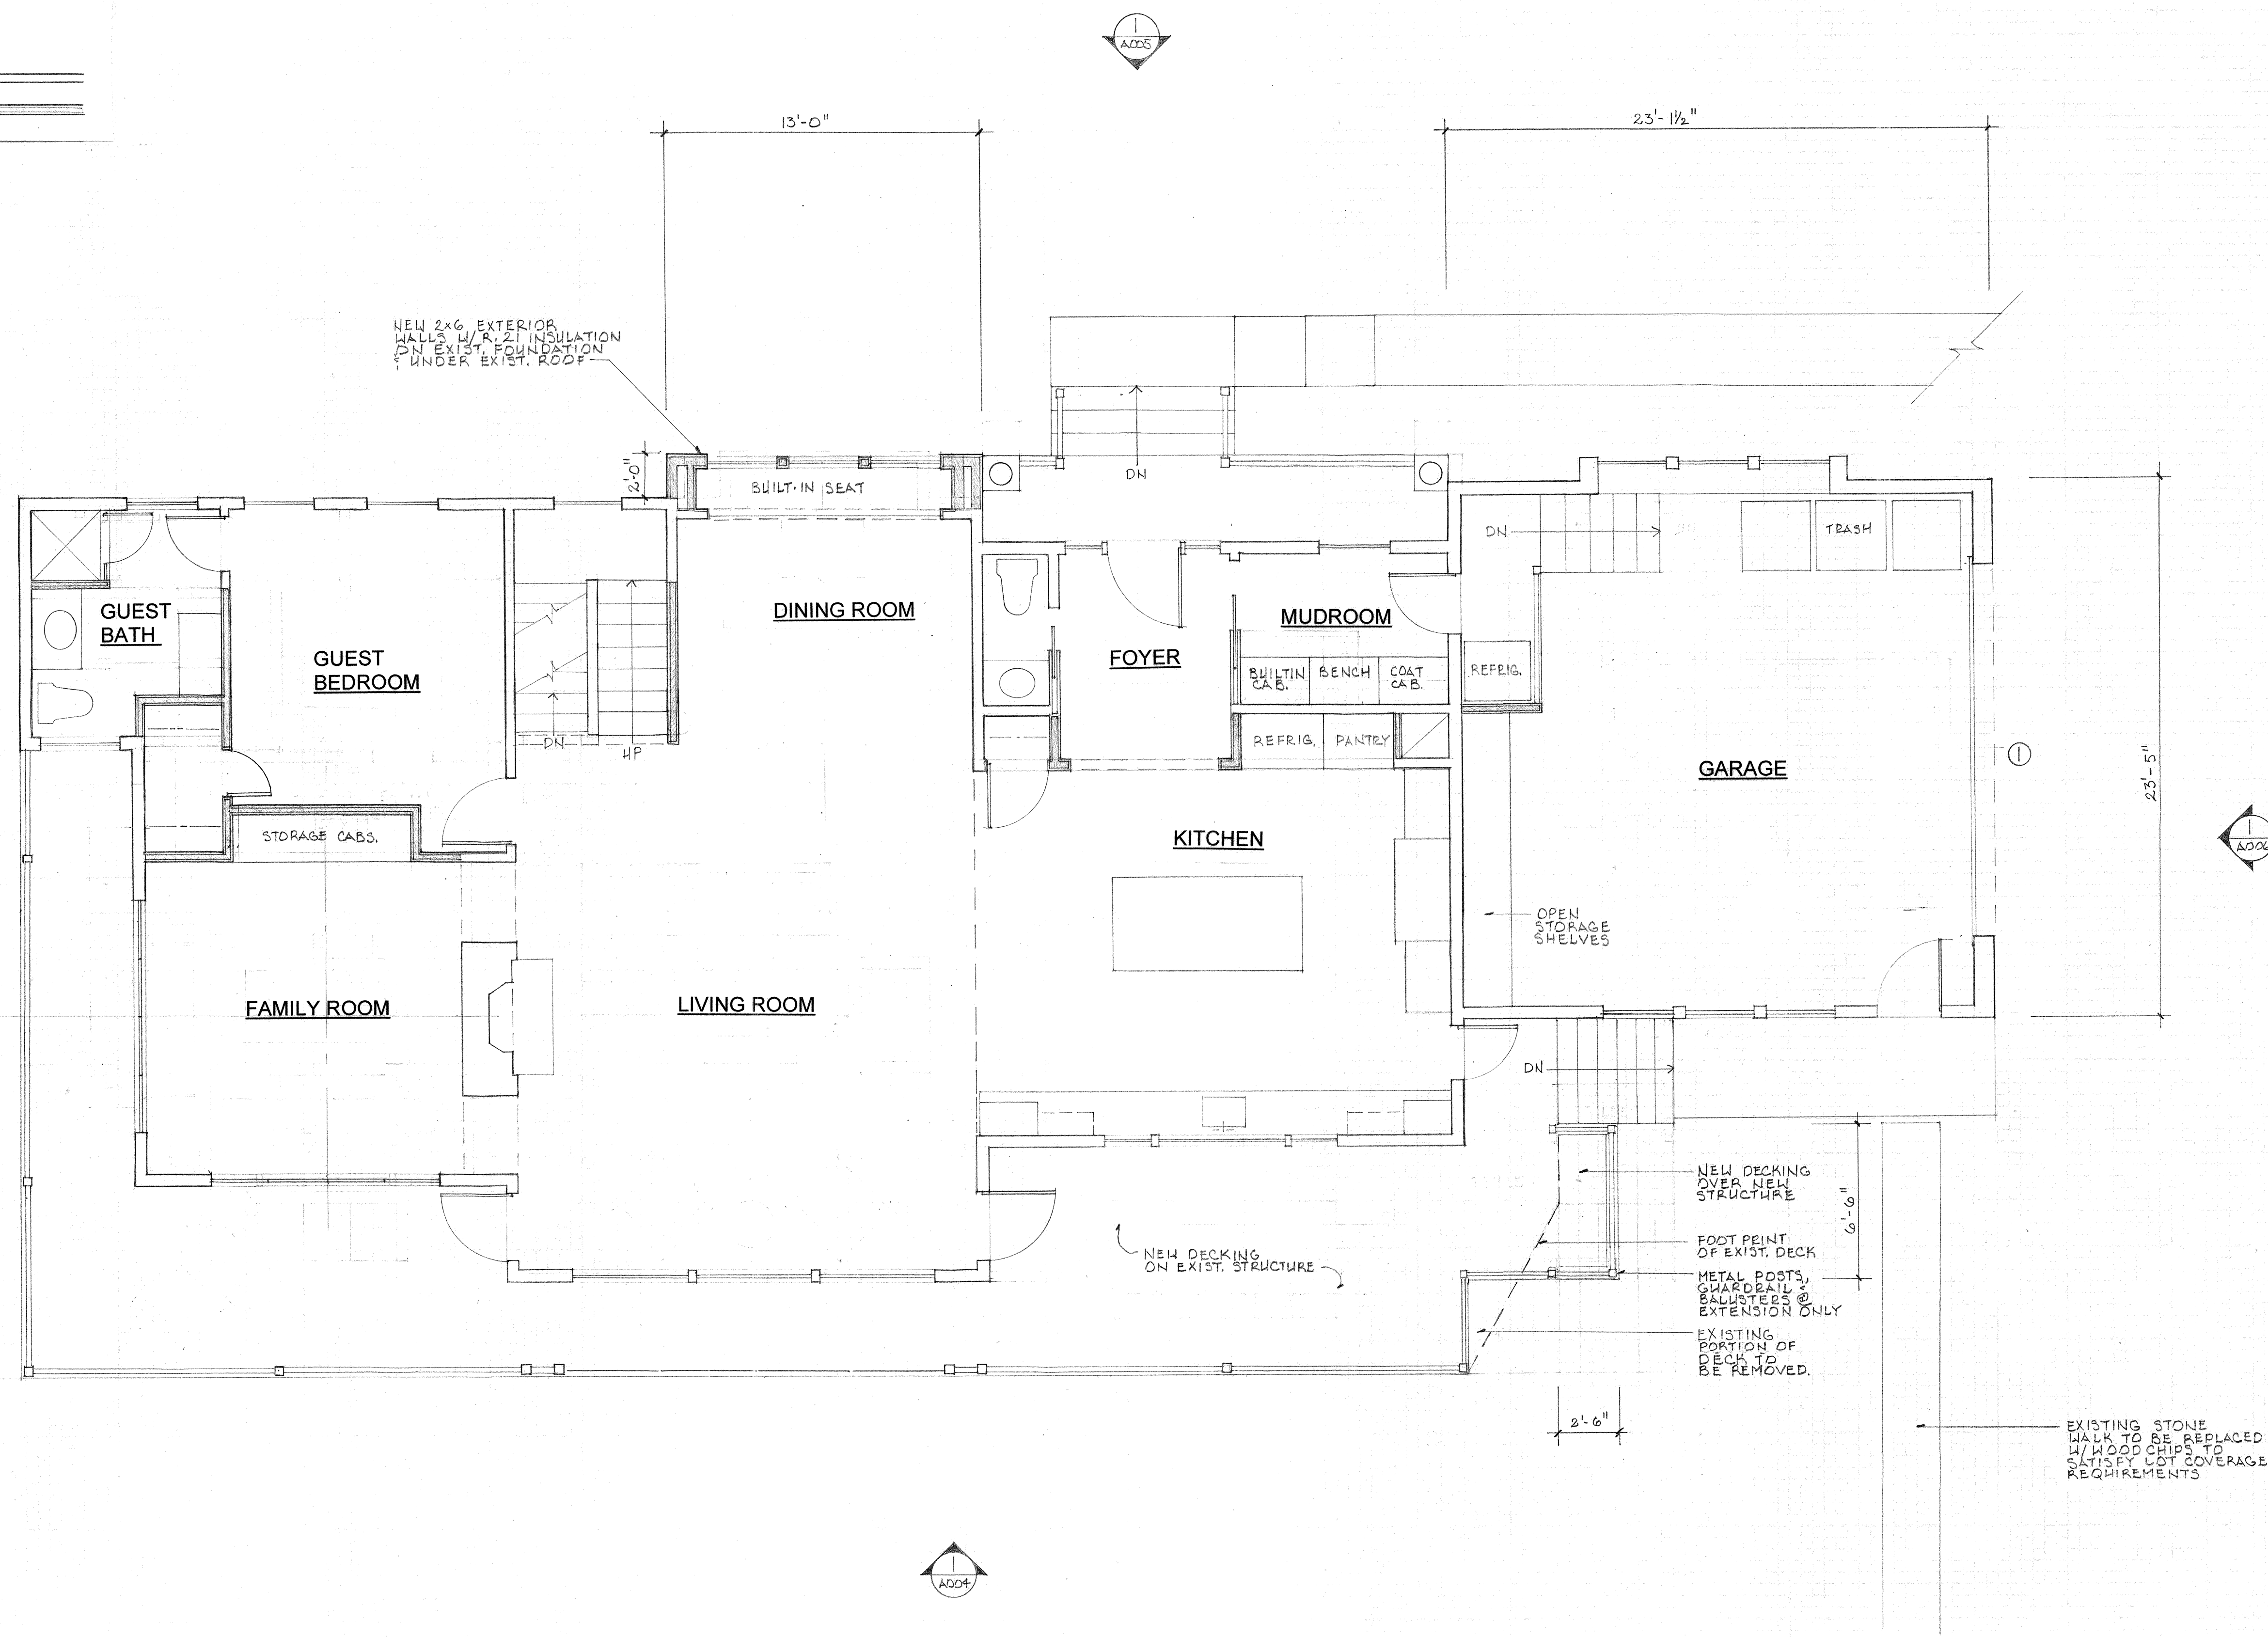 1
A005
13'-0"
23'-1½"
NEW 2x6 EXTERIOR
WALLS W/ R.21 INSULATION
ON EXIST. FOUNDATION
& UNDER EXIST. ROOF
2'-0"
BUILT-IN SEAT
DN
DN
TRASH
GUEST
BATH
GUEST
BEDROOM
DINING ROOM
FOYER
MUDROOM
BUILTIN
CAB.
BENCH
COAT
CAB.
REFRIG.
DN
UP
REFRIG.
PANTRY
GARAGE
1
23'-5"
STORAGE CABS.
KITCHEN
1
A006
OPEN
STORAGE
SHELVES
FAMILY ROOM
LIVING ROOM
DN
NEW DECKING
OVER NEW
STRUCTURE
6'-6"
FOOT PRINT
OF EXIST. DECK
NEW DECKING
ON EXIST. STRUCTURE
METAL POSTS,
GUARDRAIL &
BALUSTERS @
EXTENSION ONLY
EXISTING
PORTION OF
DECK TO
BE REMOVED.
2'-6"
EXISTING STONE
WALK TO BE REPLACED
W/ WOOD CHIPS TO
SATISFY LOT COVERAGE
REQUIREMENTS
1
A004